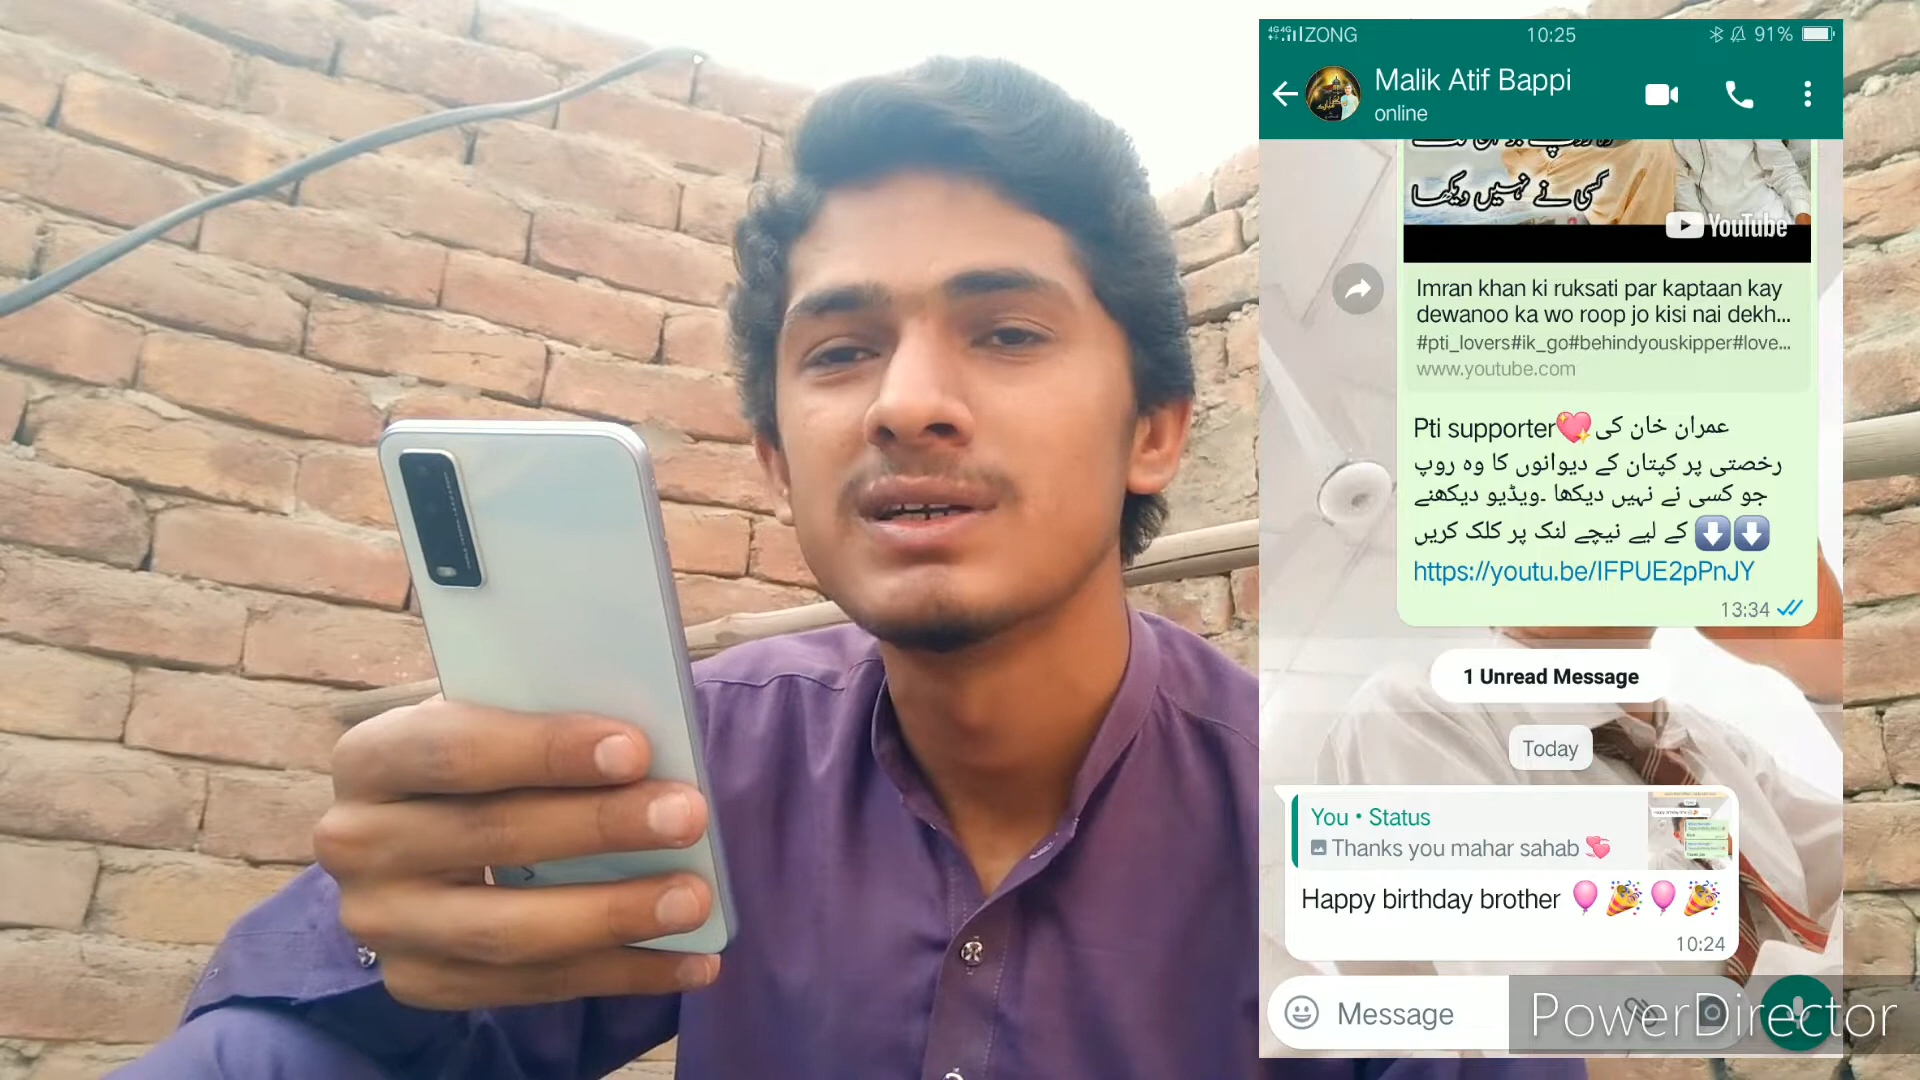 4G 4G ZONG 10:25 91%
Malik Atif Bappi
online
کسی نے نہیں دیکھا
YouTube
Imran khan ki ruksati par kaptaan kay
dewanoo ka wo roop jo kisi nai dekh...
#pti_lovers#ik_go#behindyouskipper#love...
www.youtube.com
Pti supporter💖عمران خان کی
رخصتی پر کپتان کے دیوانوں کا وہ روپ
جو کسی نے نہیں دیکھا ۔ویڈیو دیکھنے
کے لیے نیچے لنک پر کلک کریں ⬇️⬇️
https://youtu.be/IFPUE2pPnJY
13:34
1 Unread Message
Today
You • Status
Thanks you mahar sahab 💞
Happy birthday brother 🎈🎉🎈🎉
10:24
Message
PowerDirector